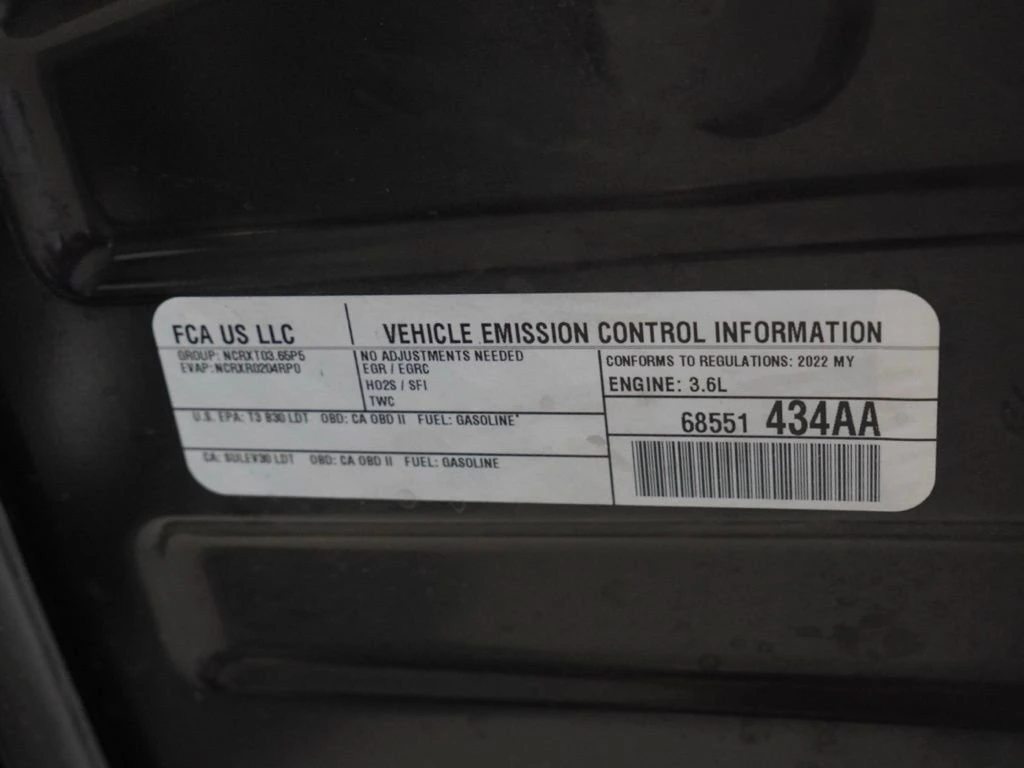 FCA US LLC
VEHICLE EMISSION CONTROL INFORMATION
GROUP: NCRXT03.65P5
EVAP: NCRXR0204RP0
NO ADJUSTMENTS NEEDED
EGR / EGRC
HO2S / SFI
TWC
CONFORMS TO REGULATIONS: 2022 MY
ENGINE: 3.6L
68551 434AA
U.S. EPA: T3 B30 LDT OBD: CA OBD II FUEL: GASOLINE*
CA: SULEV30 LDT OBD: CA OBD II FUEL: GASOLINE